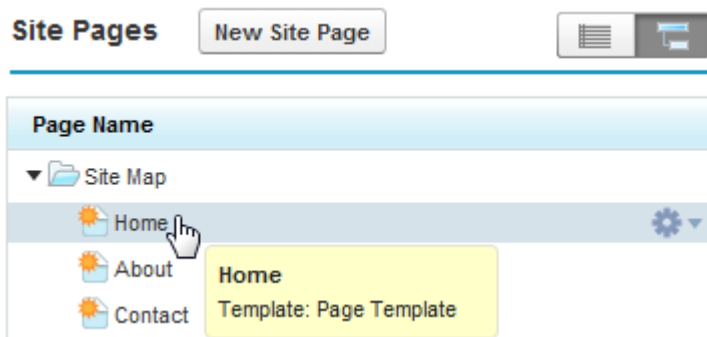 Site Pages
New Site Page
Page Name
Site Map
Home
About
Contact
Home
Template: Page Template